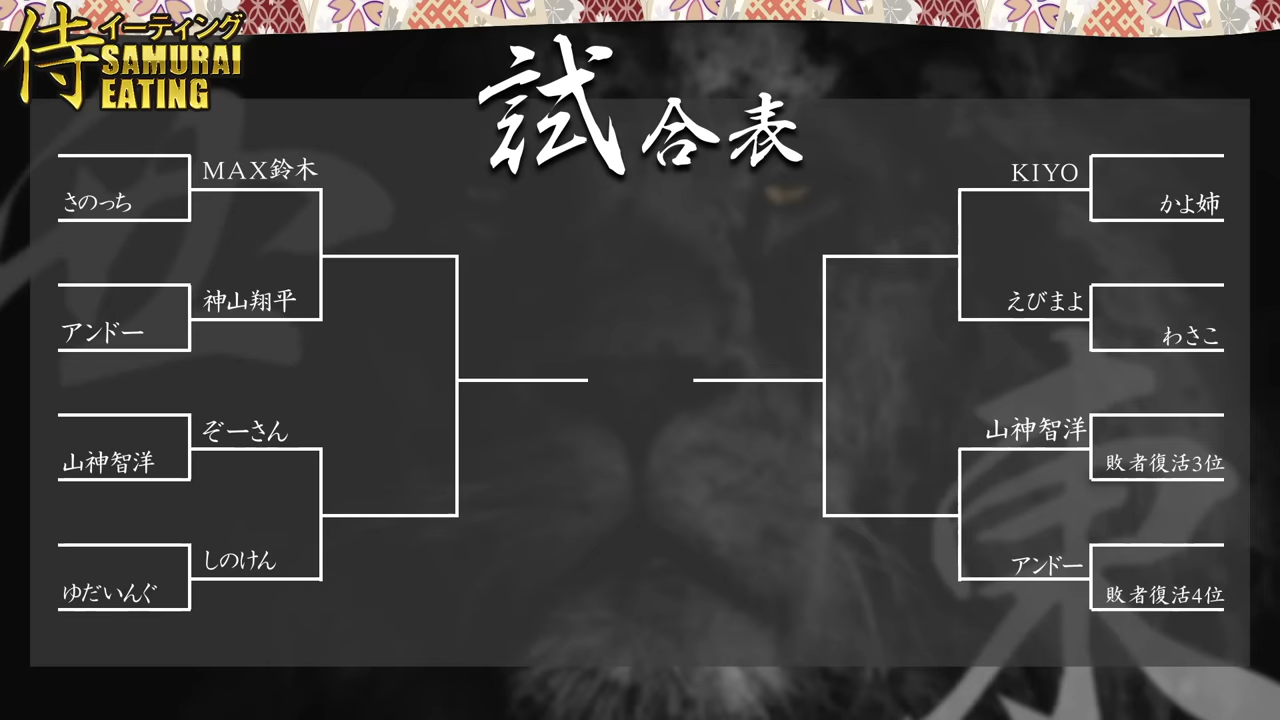 侍
イーティング
SAMURAI
EATING
試合表
MAX鈴木
さのっち
神山翔平
アンドー
ぞーさん
山神智洋
しのけん
ゆだいんぐ
KIYO
かよ姉
えびまよ
わさこ
山神智洋
敗者復活3位
アンドー
敗者復活4位
西
東